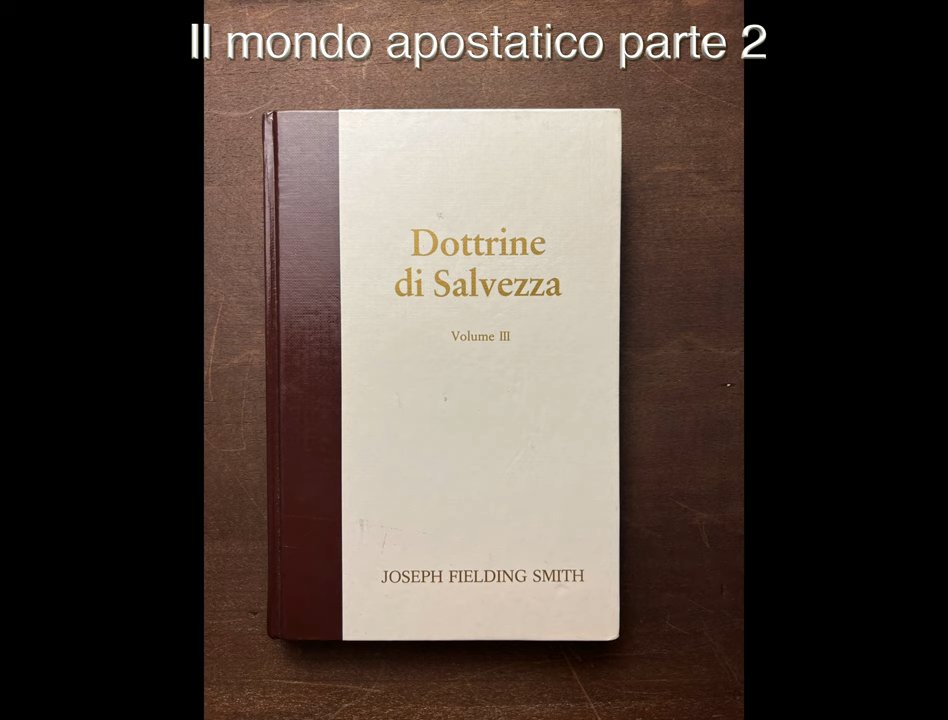 Il mondo apostatico parte 2
Dottrine
di Salvezza
Volume III
JOSEPH FIELDING SMITH